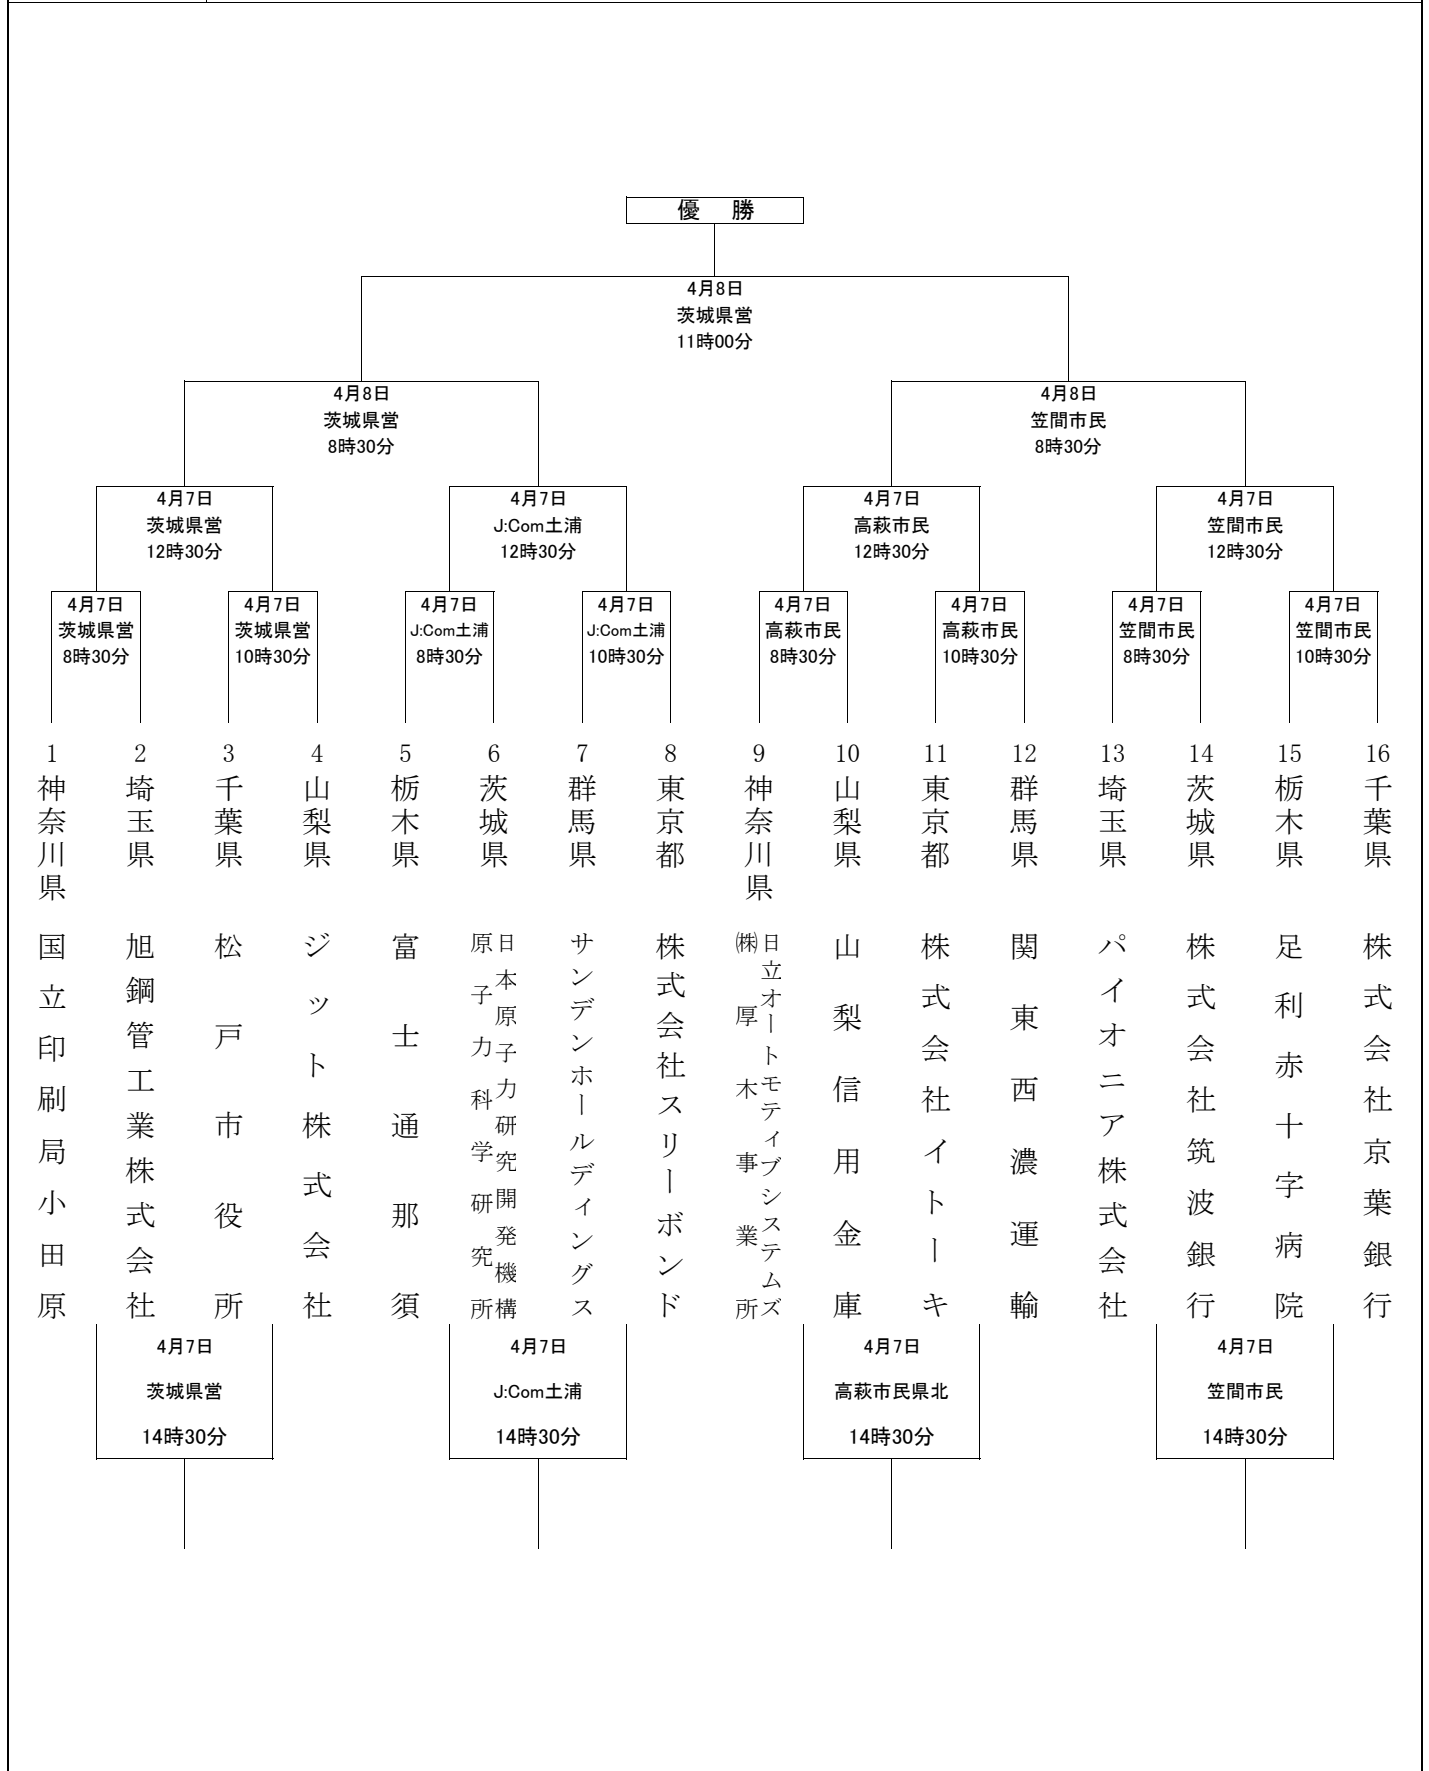 優　勝
4月8日
茨城県営
11時00分
4月8日
茨城県営
8時30分
4月8日
笠間市民
8時30分
4月7日
茨城県営
12時30分
4月7日
J:Com土浦
12時30分
4月7日
高萩市民
12時30分
4月7日
笠間市民
12時30分
4月7日
茨城県営
8時30分
4月7日
茨城県営
10時30分
4月7日
J:Com土浦
8時30分
4月7日
J:Com土浦
10時30分
4月7日
高萩市民
8時30分
4月7日
高萩市民
10時30分
4月7日
笠間市民
8時30分
4月7日
笠間市民
10時30分
1
神奈川県
国立印刷局小田原
2
埼玉県
旭鋼管工業株式会社
3
千葉県
松戸市役所
4
山梨県
ジット株式会社
5
栃木県
富士通那須
6
茨城県
日本原子力研究開発機構
原子力科学研究所
7
群馬県
サンデンホールディングス
8
東京都
株式会社スリーボンド
9
神奈川県
日立オートモティブシステムズ
㈱厚木事業所
10
山梨県
山梨信用金庫
11
東京都
株式会社イトーキ
12
群馬県
関東西濃運輸
13
埼玉県
パイオニア株式会社
14
茨城県
株式会社筑波銀行
15
栃木県
足利赤十字病院
16
千葉県
株式会社京葉銀行
4月7日
茨城県営
14時30分
4月7日
J:Com土浦
14時30分
4月7日
高萩市民県北
14時30分
4月7日
笠間市民
14時30分